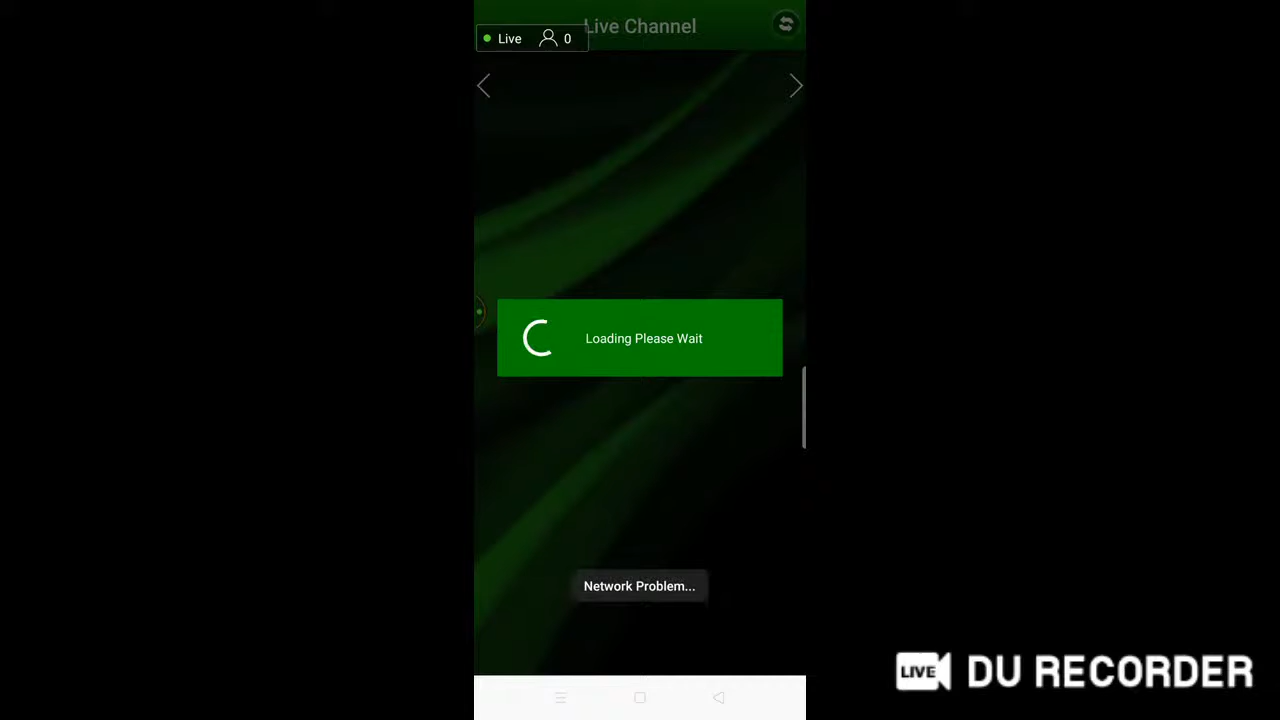 Live Channel
Live 0
Loading Please Wait
Network Problem...
LIVE DU RECORDER